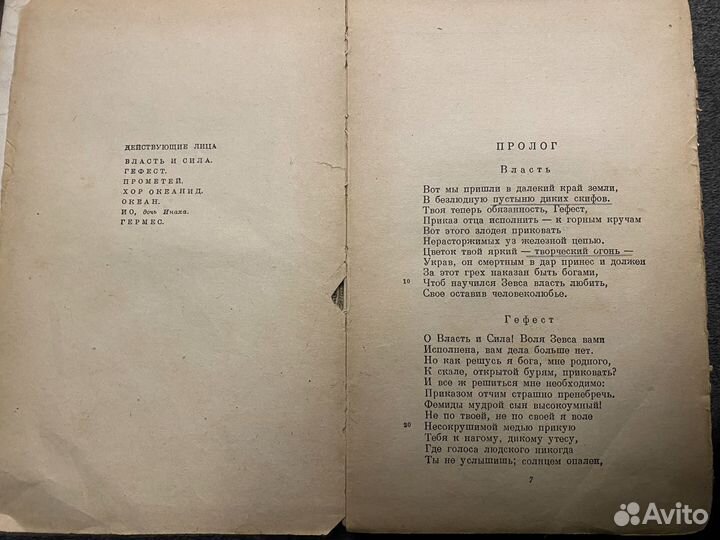 ДЕЙСТВУЮЩИЕ ЛИЦА
ВЛАСТЬ И СИЛА.
ГЕФЕСТ.
ПРОМЕТЕЙ.
ХОР ОКЕАНИД.
ОКЕАН.
ИО, дочь Инаха.
ГЕРМЕС.
ПРОЛОГ
Власть
Вот мы пришли в далекий край земли,
В безлюдную пустыню диких скифов.
Твоя теперь обязанность, Гефест,
Приказ отца исполнить — к горным кручам
Вот этого злодея приковать
Нерасторжимых уз железной цепью.
Цветок твой яркий — творческий огонь —
Украв, он смертным в дар принес и должен
За этот грех наказан быть богами,
10 Чтоб научился Зевса власть любить,
Свое оставив человеколюбье.
Гефест
О Власть и Сила! Воля Зевса вами
Исполнена, вам дела больше нет.
Но как решусь я бога, мне родного,
К скале, открытой бурям, приковать?
И все ж решиться мне необходимо:
Приказом отчим страшно пренебречь.
Фемиды мудрой сын высокоумный!
Не по твоей, не по своей я воле
20 Несокрушимой медью прикую
Тебя к нагому, дикому утесу,
Где голоса людского никогда
Ты не услышишь; солнцем опален,
7
Avito